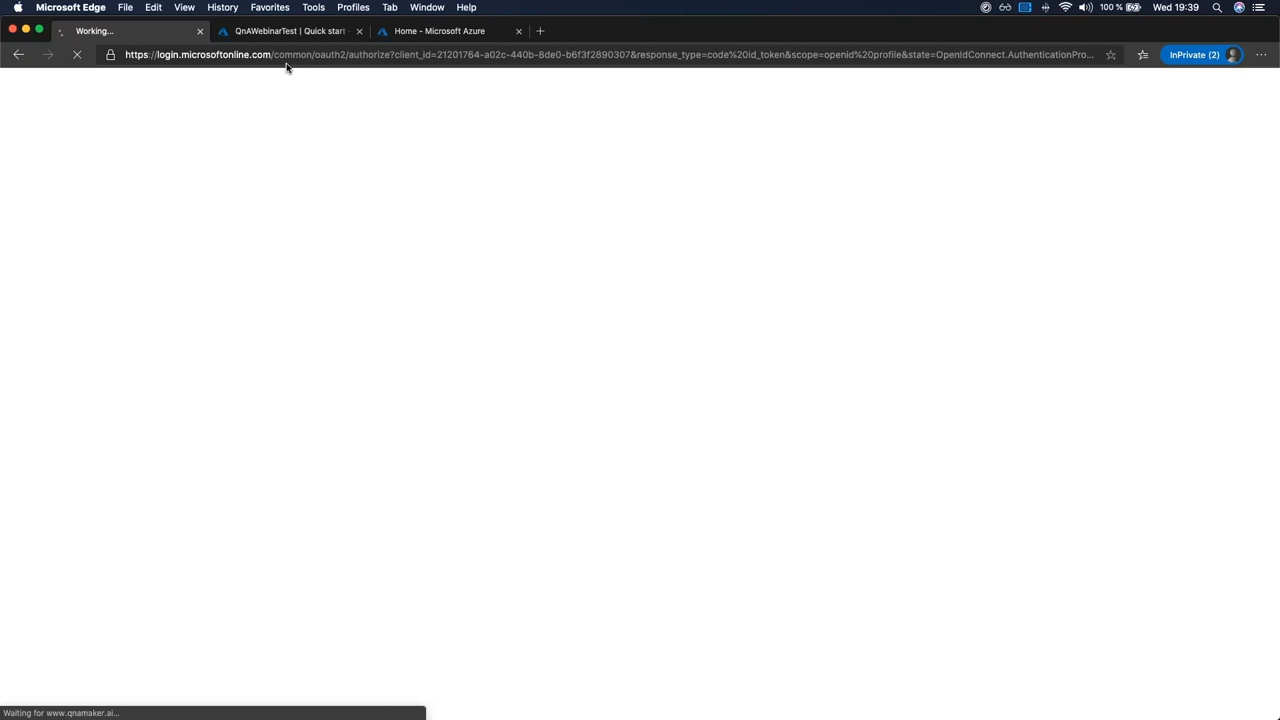 Microsoft Edge File Edit View History Favorites Tools Profiles Tab Window Help 100 % Wed 19:39
Working... QnAWebinarTest | Quick start Home - Microsoft Azure
https://login.microsoftonline.com/common/oauth2/authorize?client_id=21201764-a02c-440b-8de0-b6f3f2890307&response_type=code%20id_token&scope=openid%20profile&state=OpenIdConnect.AuthenticationPro... InPrivate (2)
Waiting for www.qnamaker.ai...